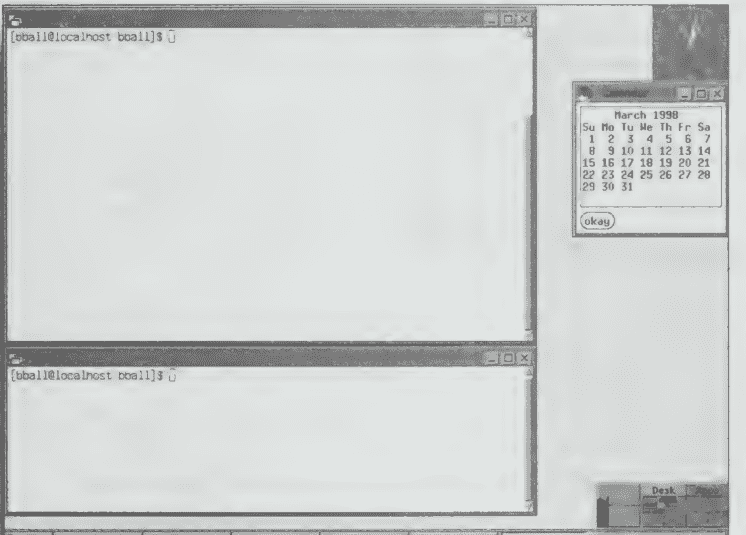 [bball@localhost bball]$
March 1998
Su Mo Tu We Th Fr Sa
1 2 3 4 5 6 7
8 9 10 11 12 13 14
15 16 17 18 19 20 21
22 23 24 25 26 27 28
29 30 31
okay
[bball@localhost bball]$
Desk